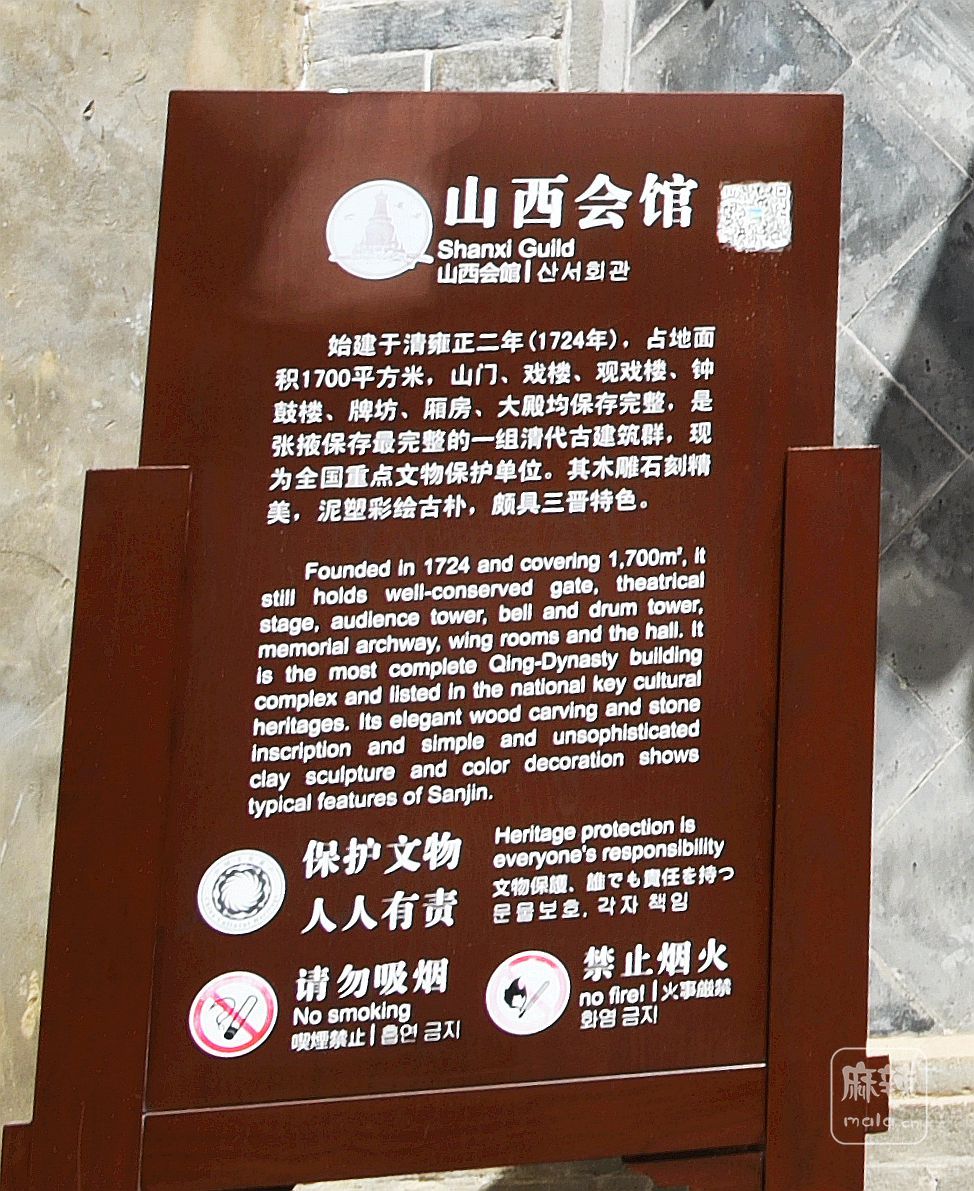 山西会馆
Shanxi Guild
山西会館 | 산서회관
始建于清雍正二年(1724年)，占地面
积1700平方米，山门、戏楼、观戏楼、钟
鼓楼、牌坊、厢房、大殿均保存完整，是
张掖保存最完整的一组清代古建筑群，现
为全国重点文物保护单位。其木雕石刻精
美，泥塑彩绘古朴，颇具三晋特色。
Founded in 1724 and covering 1,700m², it
still holds well-conserved gate, theatrical
stage, audience tower, bell and drum tower,
memorial archway, wing rooms and the hall. It
is the most complete Qing-Dynasty building
complex and listed in the national key cultural
heritages. Its elegant wood carving and stone
inscription and simple and unsophisticated
clay sculpture and color decoration shows
typical features of Sanjin.
保护文物
人人有责
Heritage protection is
everyone's responsibility
文物保護、誰でも責任を持つ
문물보호, 각자 책임
请勿吸烟
No smoking
喫煙禁止 | 흡연 금지
禁止烟火
no fire! | 火事厳禁
화염 금지
麻辣
mala.cn